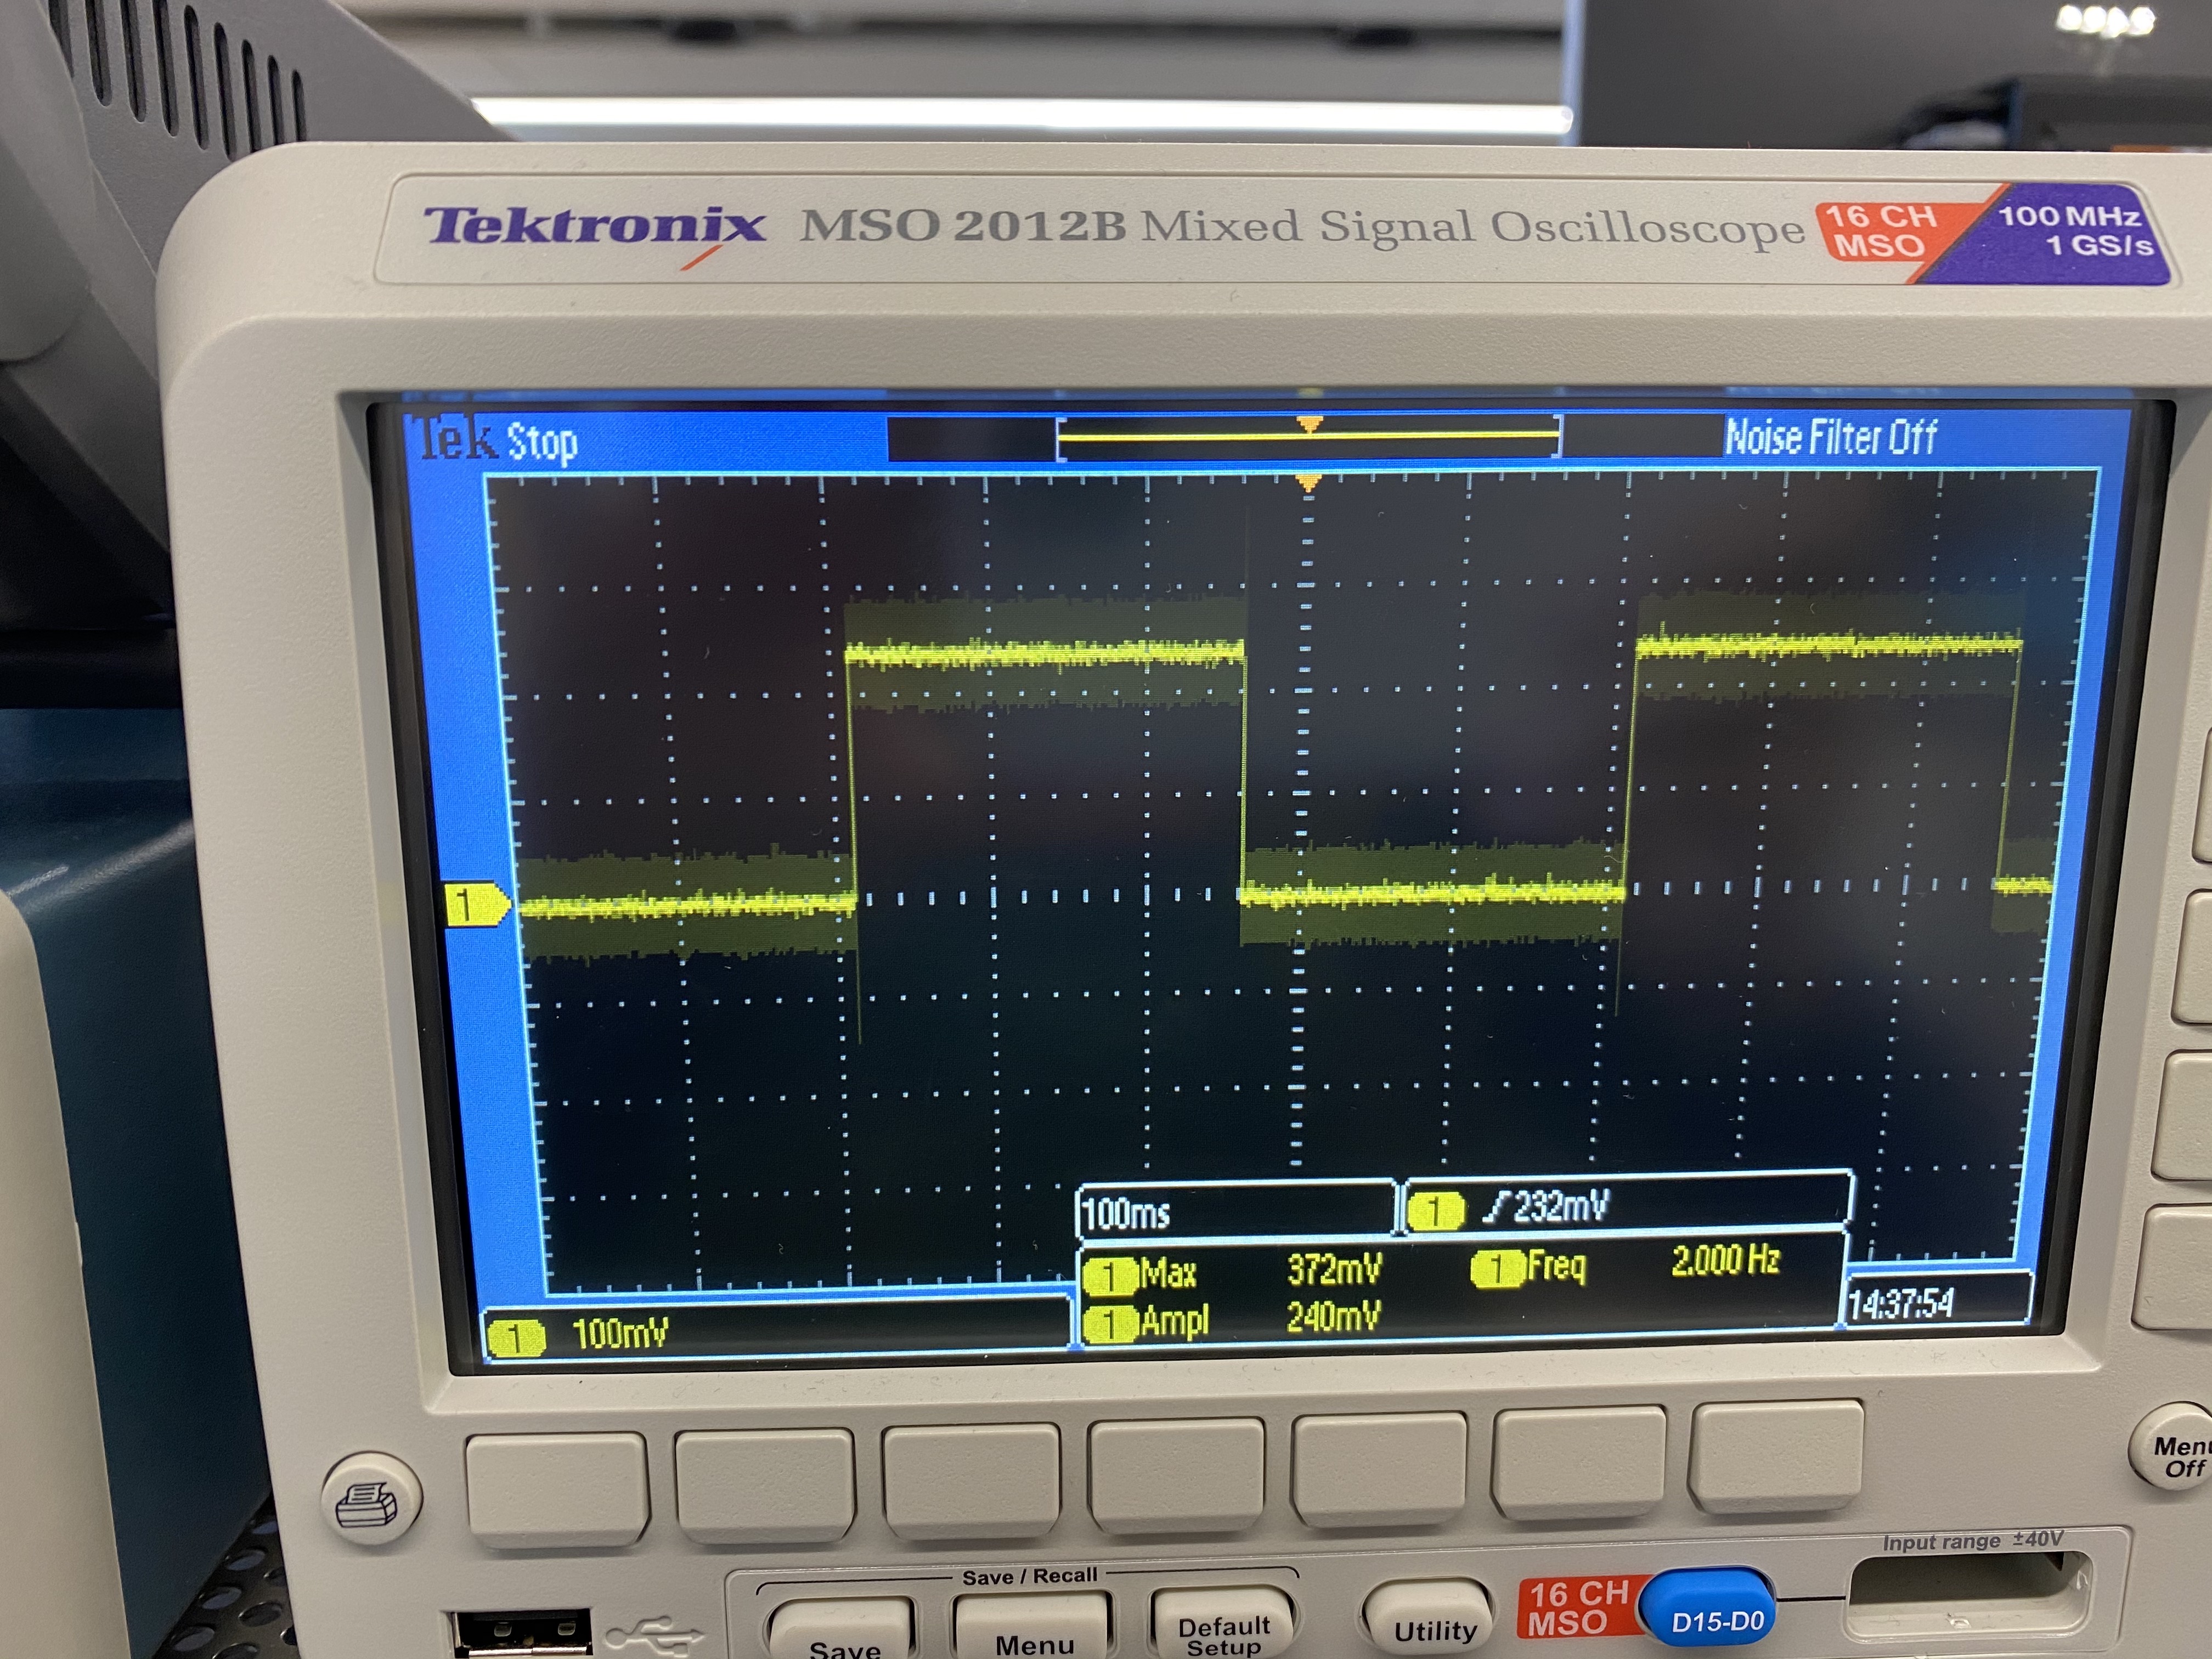 Tektronix MSO 2012B Mixed Signal Oscilloscope
16 CH
MSO
100 MHz
1 GS/s
Tek Stop
Noise Filter Off
1
100ms
1 232mV
1 Max 372mV
1 Freq 2.000 Hz
1 Ampl 240mV
1 100mV
14:37:54
Menu
Off
Input range ±40V
Save / Recall
Save
Menu
Default
Setup
Utility
16 CH
MSO
D15-D0